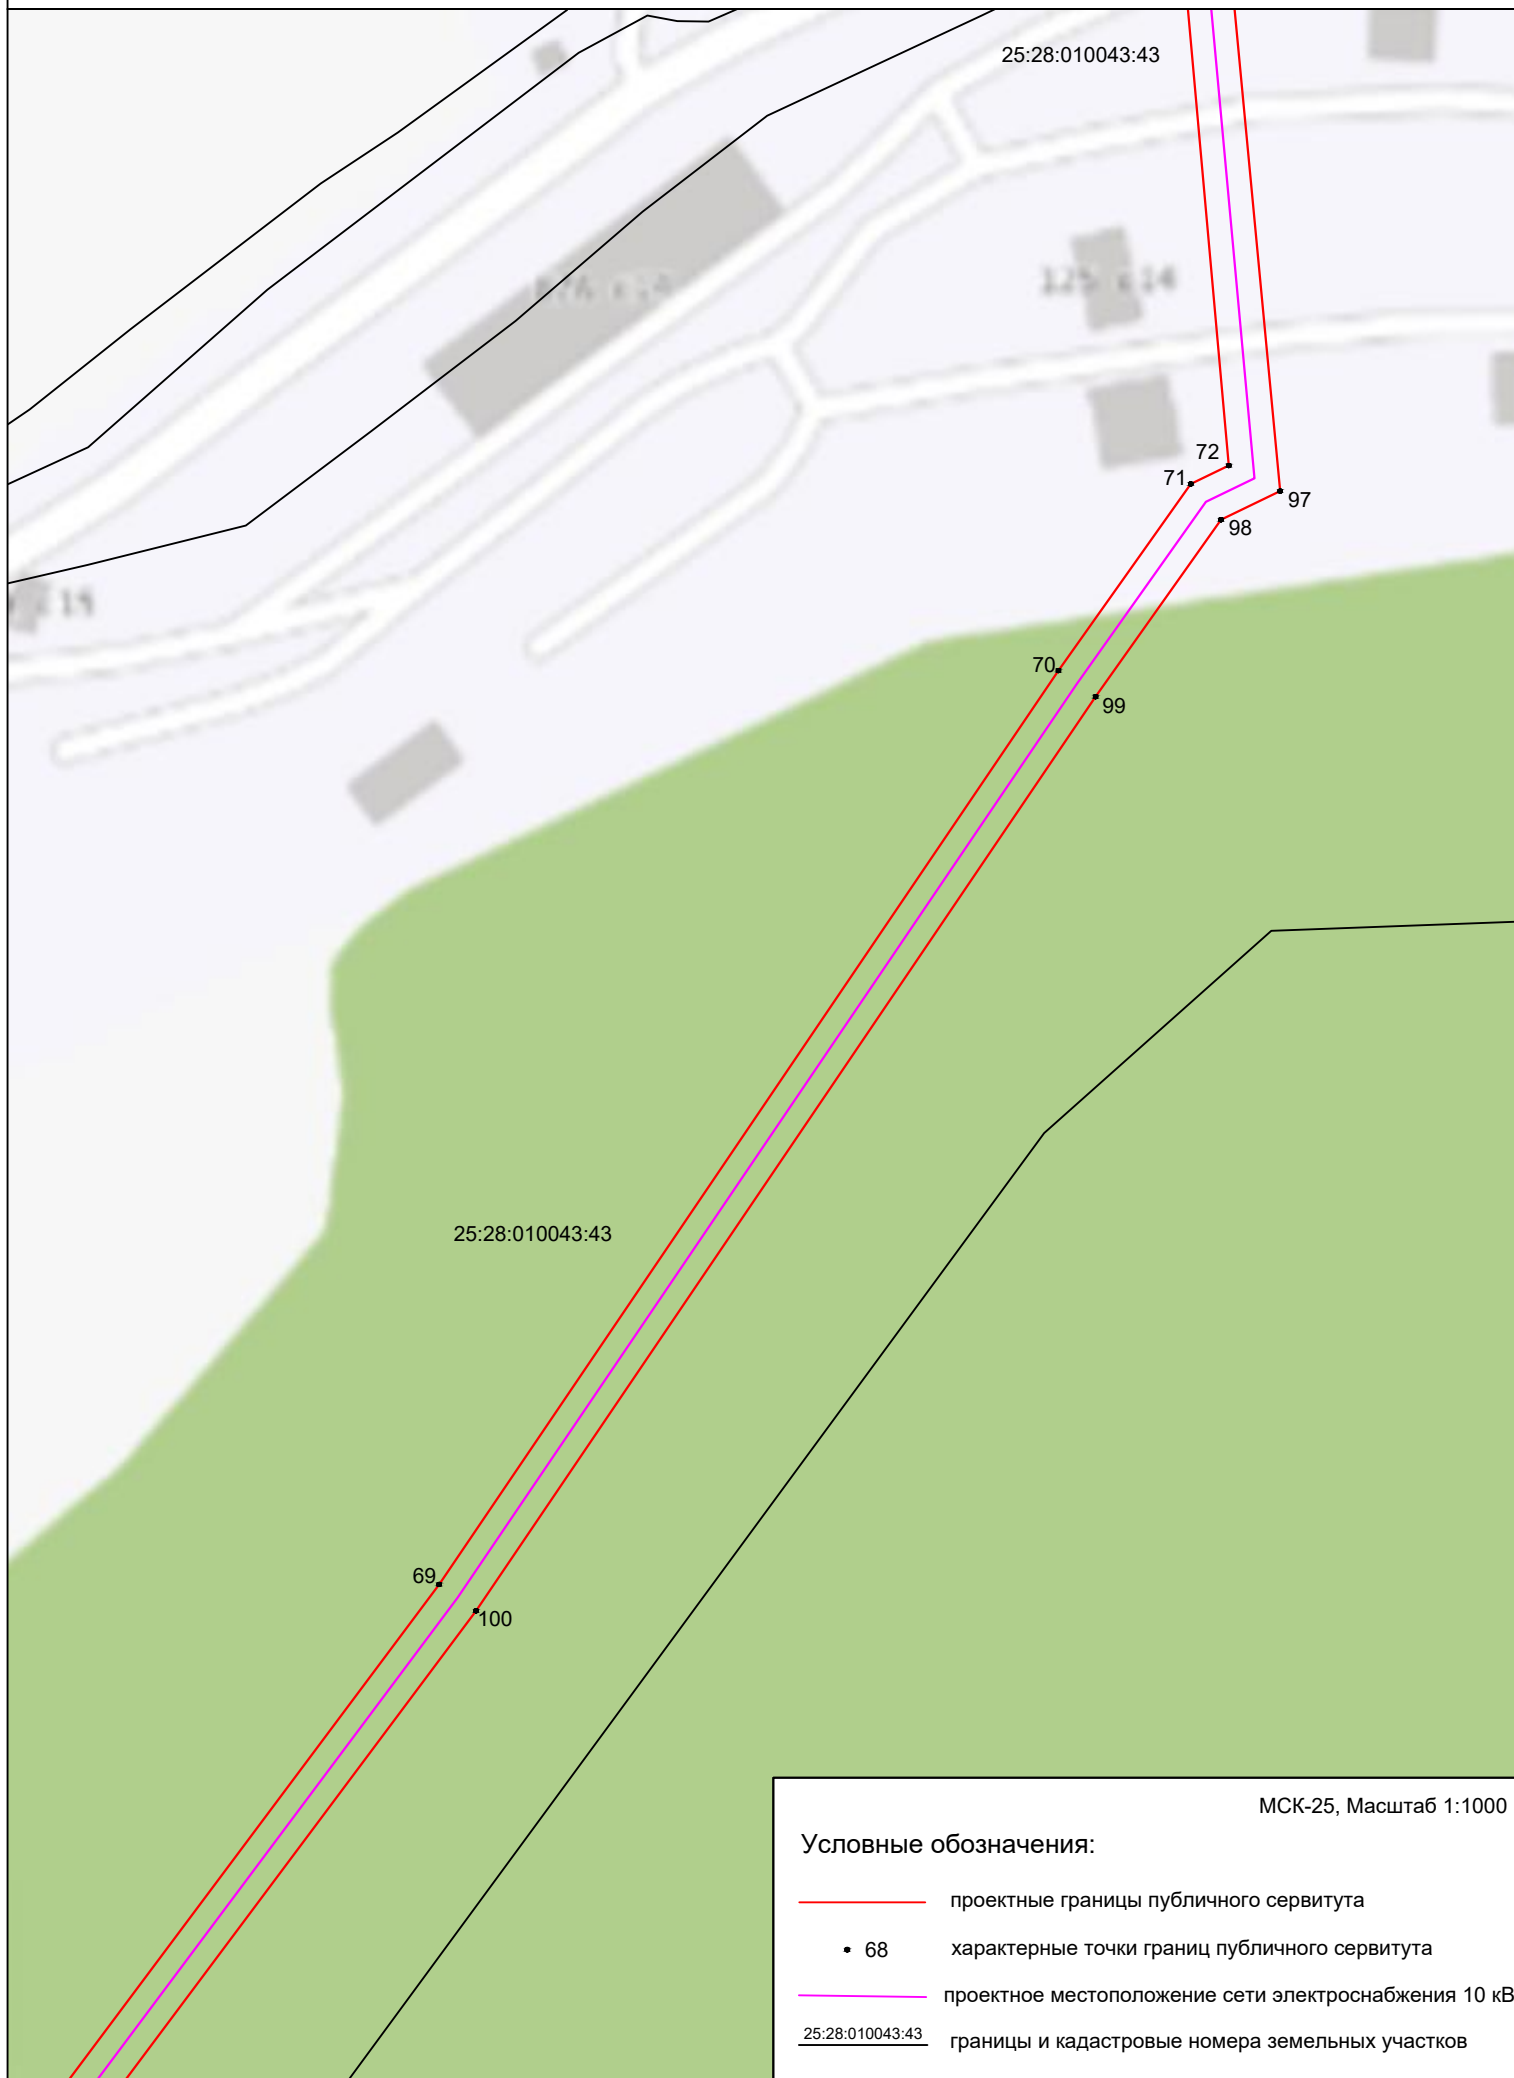 25:28:010043:43
125 с14
72
71
97
98
70
99
25:28:010043:43
69
100
МСК-25, Масштаб 1:1000
Условные обозначения:
проектные границы публичного сервитута
68 характерные точки границ публичного сервитута
проектное местоположение сети электроснабжения 10 кВ
25:28:010043:43 границы и кадастровые номера земельных участков